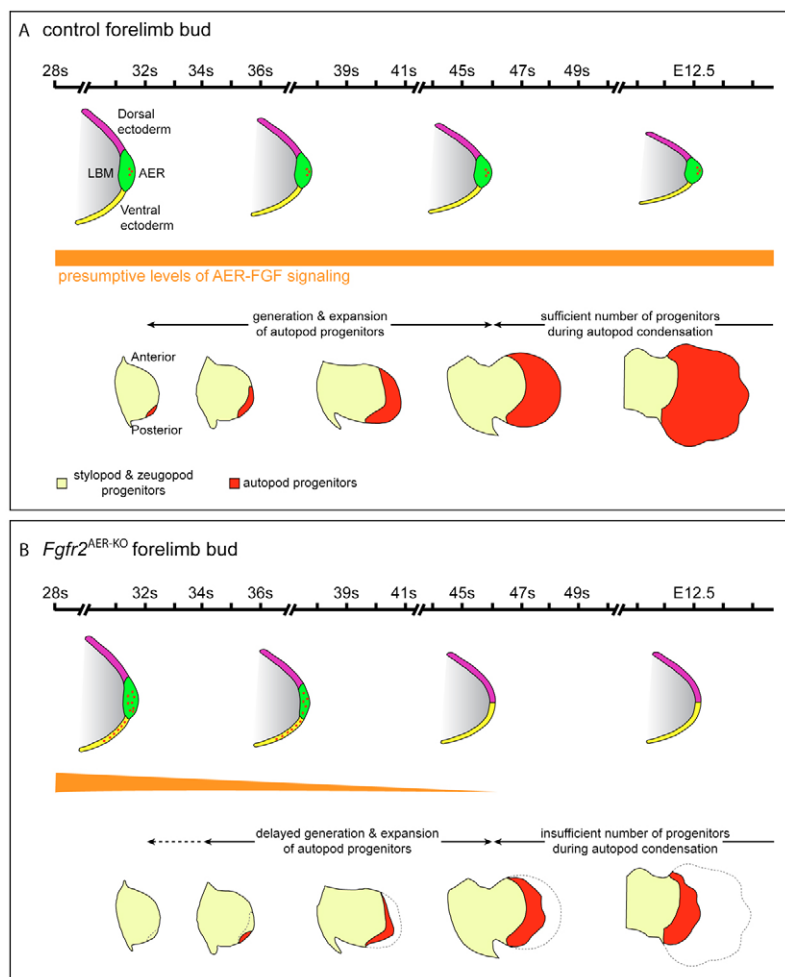 A control forelimb bud
28s 32s 36s 39s 41s 45s 47s 49s E12.5
Dorsal
ectoderm
LBM AER
Ventral
ectoderm
presumptive levels of AER-FGF signaling
generation & expansion
of autopod progenitors
sufficient number of progenitors
during autopod condensation
Anterior
Posterior
stylopod & zeugopod
progenitors
autopod progenitors
B Fgfr2AER-KO forelimb bud
28s 32s 36s 39s 41s 45s 47s 49s E12.5
delayed generation & expansion
of autopod progenitors
insufficient number of progenitors
during autopod condensation